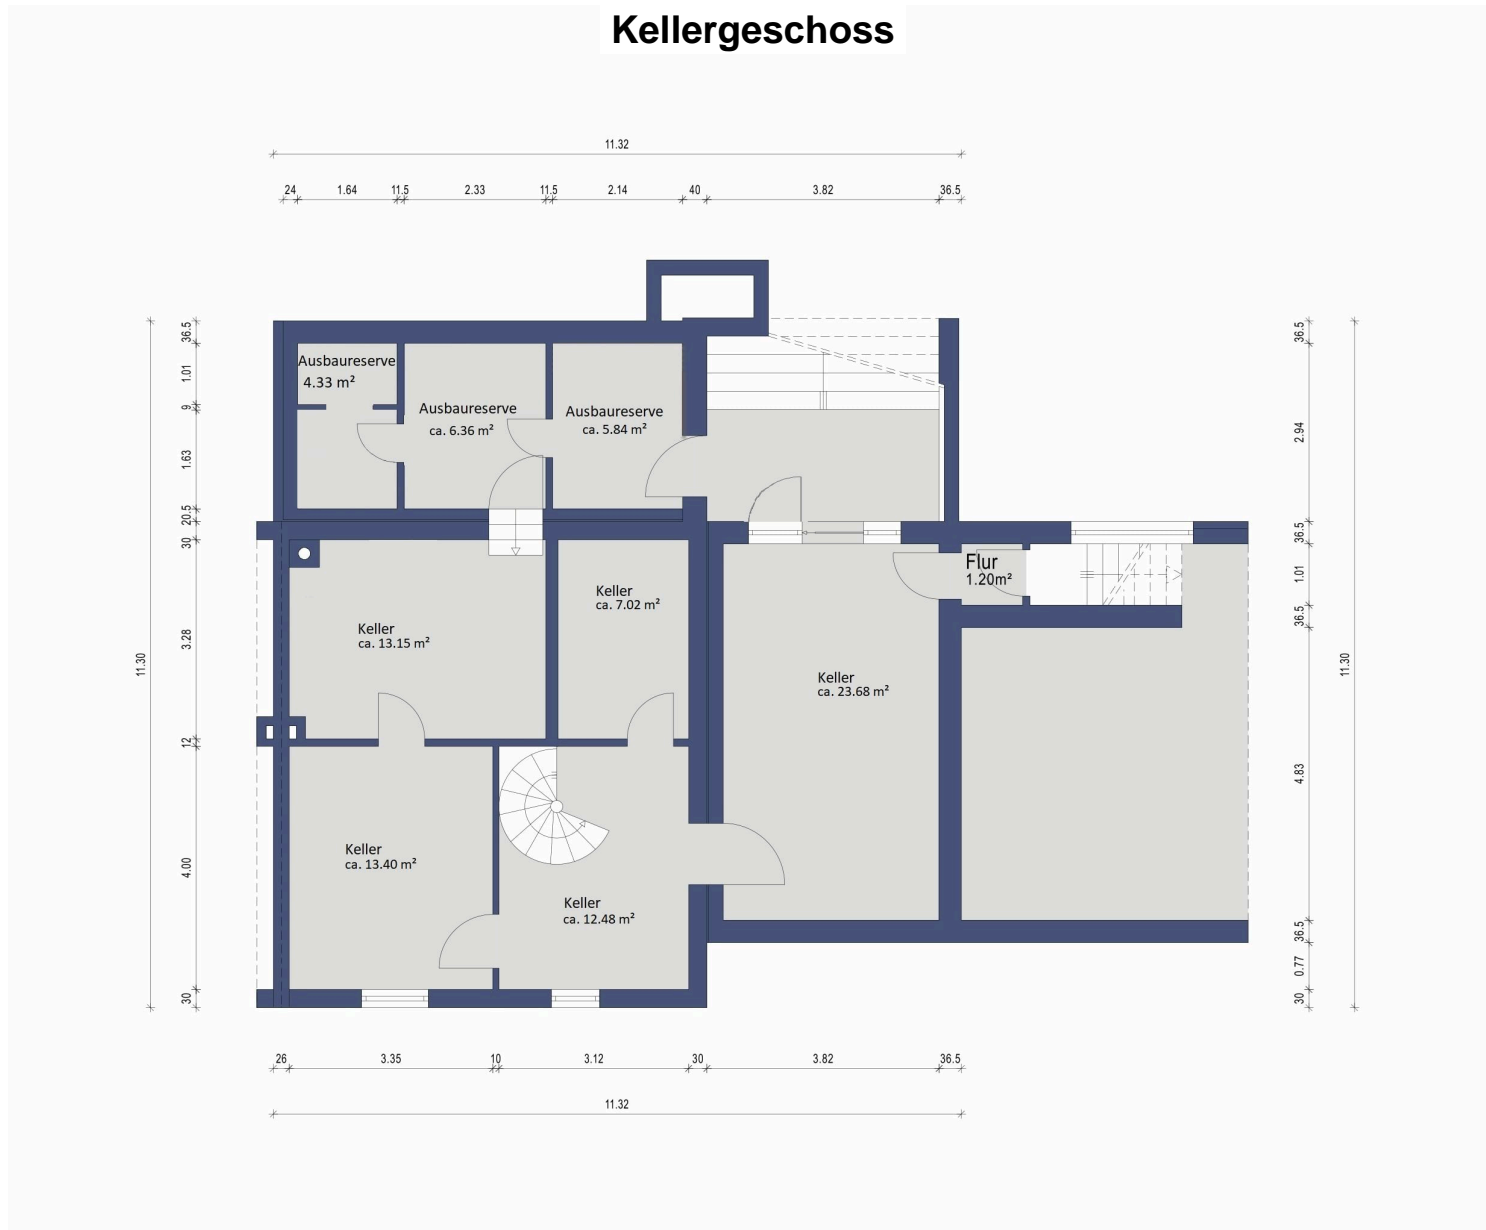 Kellergeschoss
11.32
24 1.64 11.5 2.33 11.5 2.14 40 3.82 36.5
36.5
1.01
9
1.63
20.5
30
3.28
12
4.00
30
11.30
Ausbaureserve
4.33 m²
Ausbaureserve
ca. 6.36 m²
Ausbaureserve
ca. 5.84 m²
Keller
ca. 13.15 m²
Keller
ca. 7.02 m²
Flur
1.20m²
Keller
ca. 23.68 m²
Keller
ca. 13.40 m²
Keller
ca. 12.48 m²
36.5
2.94
36.5
1.01
36.5
4.83
36.5
0.77
30
11.30
26 3.35 10 3.12 30 3.82 36.5
11.32